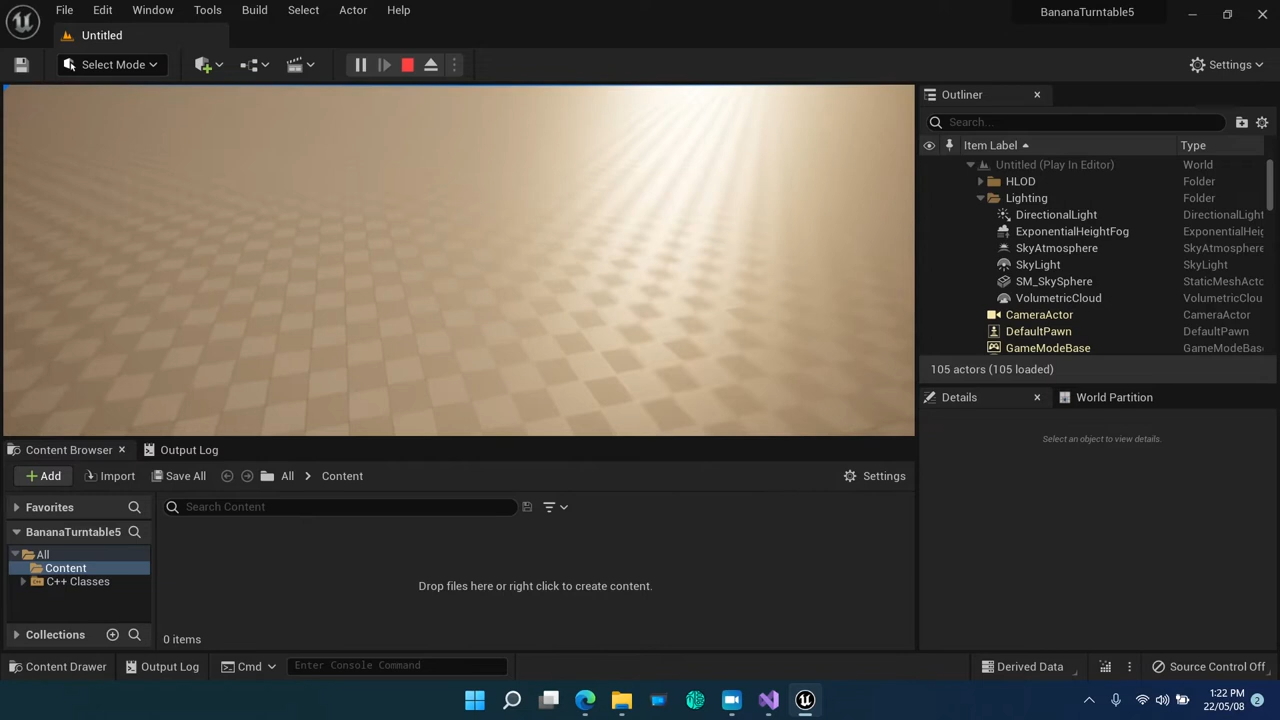 File Edit Window Tools Build Select Actor Help
BananaTurntable5
Untitled
Select Mode
Settings
Outliner
Search...
Item Label Type
Untitled (Play In Editor) World
HLOD Folder
Lighting Folder
DirectionalLight DirectionalLight
ExponentialHeightFog ExponentialHeig
SkyAtmosphere SkyAtmosphere
SkyLight SkyLight
SM_SkySphere StaticMeshActo
VolumetricCloud VolumetricClou
CameraActor CameraActor
DefaultPawn DefaultPawn
GameModeBase GameModeBase
105 actors (105 loaded)
Details World Partition
Select an object to view details.
Content Browser Output Log
Add Import Save All All Content Settings
Favorites
Search Content
BananaTurntable5
All
Content
C++ Classes
Drop files here or right click to create content.
Collections
0 items
Content Drawer Output Log Cmd Enter Console Command Derived Data Source Control Off
1:22 PM
22/05/08
2